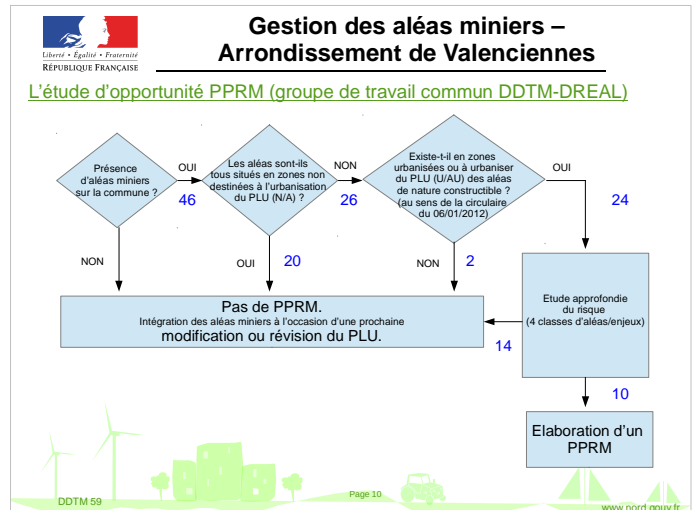 Gestion des aléas miniers –
Arrondissement de Valenciennes
Liberté • Égalité • Fraternité
RÉPUBLIQUE FRANÇAISE
L'étude d'opportunité PPRM (groupe de travail commun DDTM-DREAL)
Présence
d'aléas miniers
sur la commune ?
OUI
46
Les aléas sont-ils
tous situés en zones non
destinées à l'urbanisation
du PLU (N/A) ?
NON
26
Existe-t-il en zones
urbanisées ou à urbaniser
du PLU (U/AU) des aléas
de nature constructible ?
(au sens de la circulaire
du 06/01/2012)
OUI
24
NON
OUI
20
NON
2
Pas de PPRM.
Intégration des aléas miniers à l'occasion d'une prochaine
modification ou révision du PLU.
Etude approfondie
du risque
(4 classes d'aléas/enjeux)
14
10
Elaboration d'un
PPRM
DDTM 59
Page 10
www.nord.gouv.fr